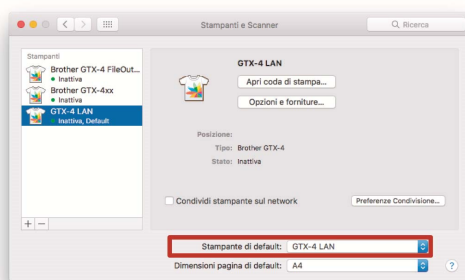 Stampanti e Scanner
Q Ricerca
Stampanti
Brother GTX-4 FileOut...
Inattiva
Brother GTX-4xx
Inattiva
GTX-4 LAN
Inattiva, Default
GTX-4 LAN
Apri coda di stampa...
Opzioni e forniture...
Posizione:
Tipo: Brother GTX-4
Stato: Inattiva
Condividi stampante sul network
Preferenze Condivisione...
+ −
Stampante di default: GTX-4 LAN
Dimensioni pagina di default: A4
?